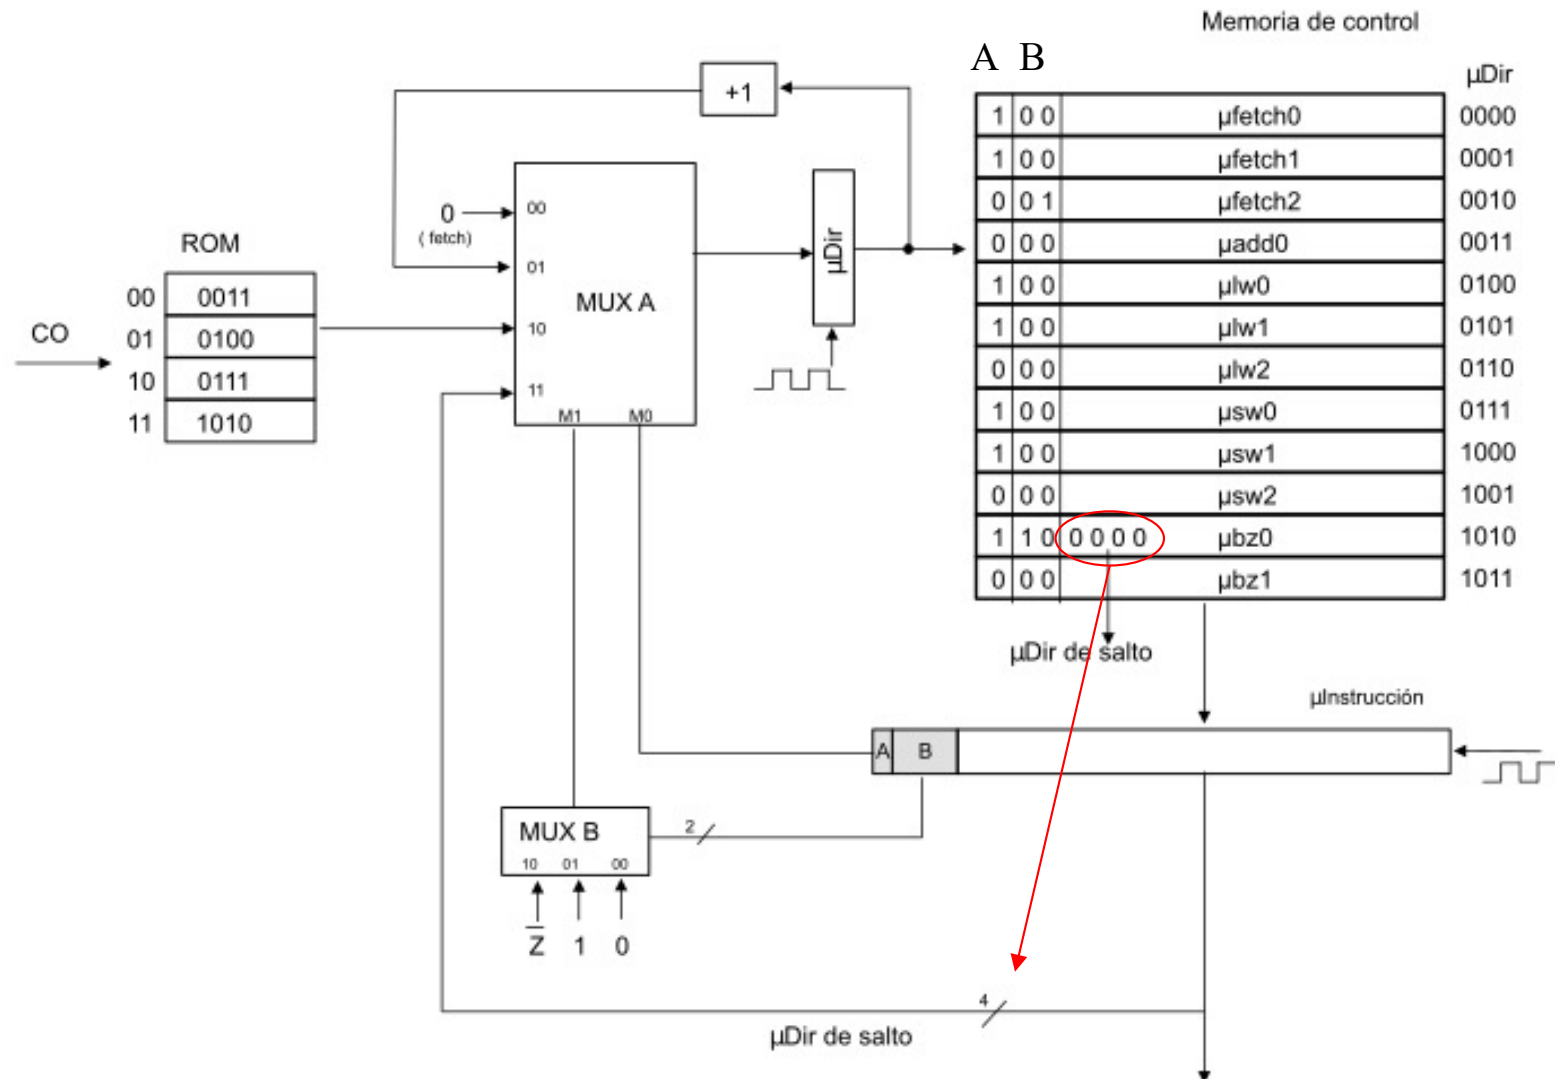 Memoria de control
A B
µDir
+1
1 0 0 µfetch0 0000
1 0 0 µfetch1 0001
0 0 1 µfetch2 0010
0 0 0 µadd0 0011
1 0 0 µlw0 0100
1 0 0 µlw1 0101
0 0 0 µlw2 0110
1 0 0 µsw0 0111
1 0 0 µsw1 1000
0 0 0 µsw2 1001
1 1 0 0 0 0 0 µbz0 1010
0 0 0 µbz1 1011
0
( fetch)
00
01
10
11
MUX A
M1 M0
µDir
ROM
CO
00 0011
01 0100
10 0111
11 1010
µDir de salto
µInstrucción
A B
MUX B
10 01 00
2
Z̅ 1 0
4
µDir de salto